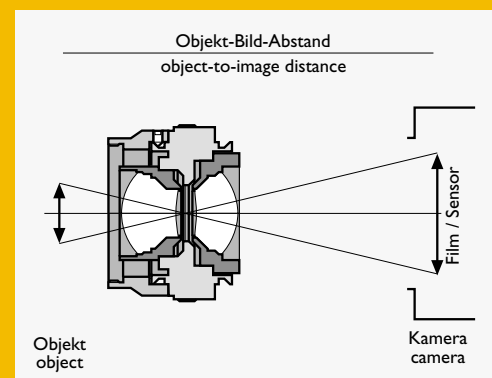 Objekt-Bild-Abstand
object-to-image distance
Film / Sensor
Objekt
object
Kamera
camera